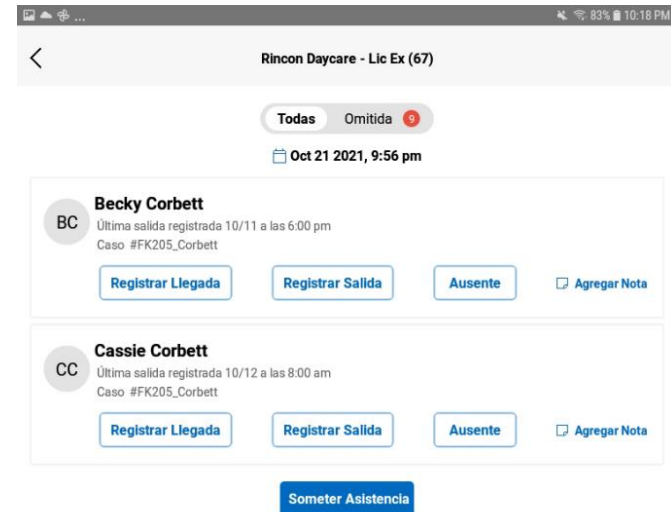 ... 83% 10:18 PM
Rincon Daycare - Lic Ex (67)
Todas Omitida 9
Oct 21 2021, 9:56 pm
BC Becky Corbett
Última salida registrada 10/11 a las 6:00 pm
Caso #FK205_Corbett
Registrar Llegada Registrar Salida Ausente Agregar Nota
CC Cassie Corbett
Última salida registrada 10/12 a las 8:00 am
Caso #FK205_Corbett
Registrar Llegada Registrar Salida Ausente Agregar Nota
Someter Asistencia